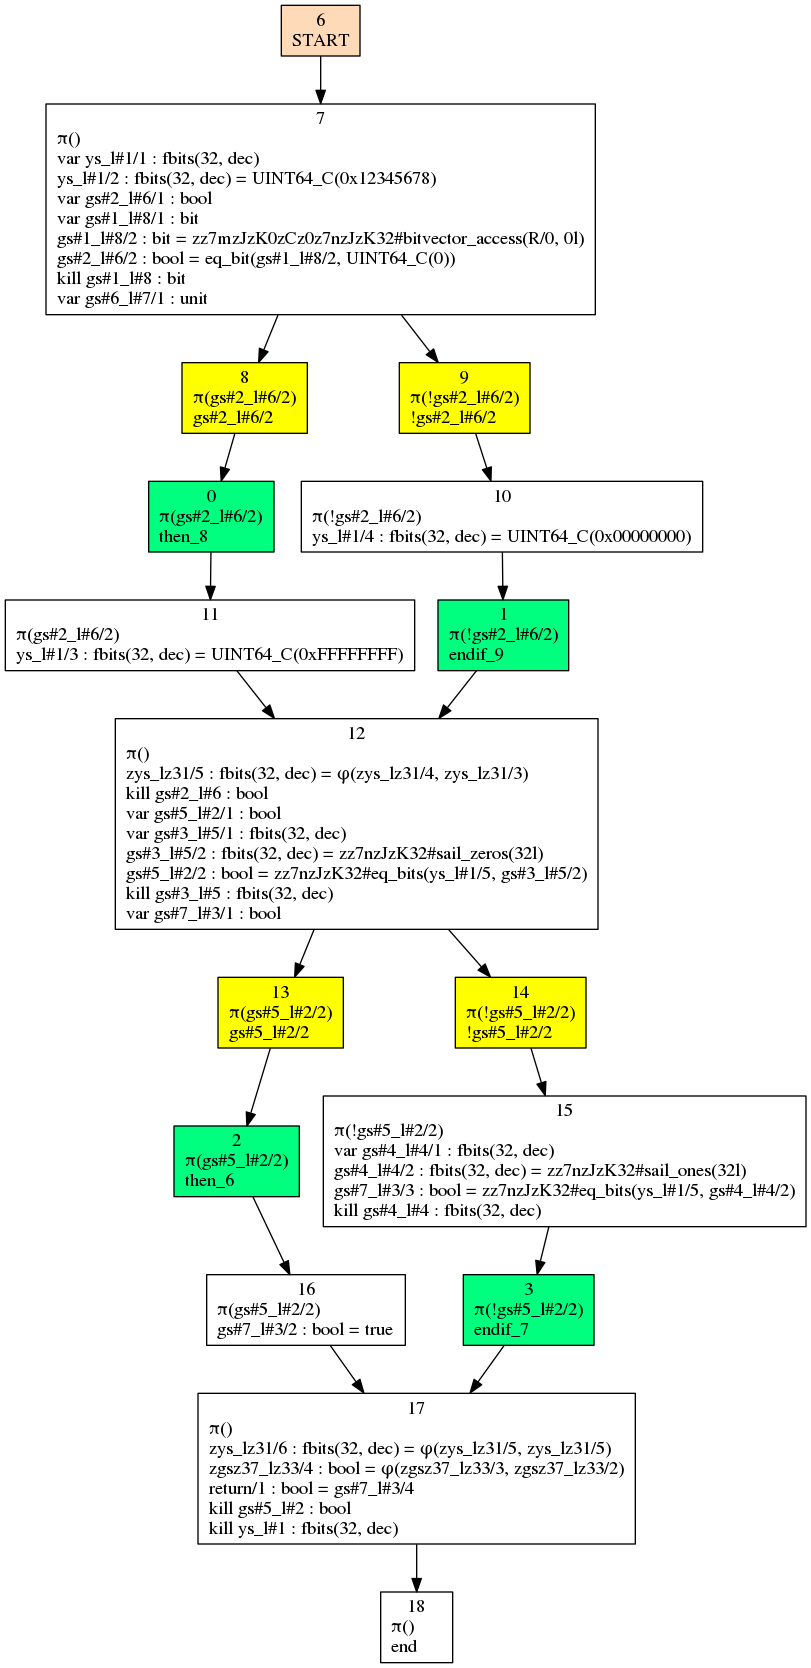 6
START
7
π()
var ys_l#1/1 : fbits(32, dec)
ys_l#1/2 : fbits(32, dec) = UINT64_C(0x12345678)
var gs#2_l#6/1 : bool
var gs#1_l#8/1 : bit
gs#1_l#8/2 : bit = zz7mzJzK0zCz0z7nzJzK32#bitvector_access(R/0, 0l)
gs#2_l#6/2 : bool = eq_bit(gs#1_l#8/2, UINT64_C(0))
kill gs#1_l#8 : bit
var gs#6_l#7/1 : unit
8
π(gs#2_l#6/2)
gs#2_l#6/2
9
π(!gs#2_l#6/2)
!gs#2_l#6/2
0
π(gs#2_l#6/2)
then_8
10
π(!gs#2_l#6/2)
ys_l#1/4 : fbits(32, dec) = UINT64_C(0x00000000)
11
π(gs#2_l#6/2)
ys_l#1/3 : fbits(32, dec) = UINT64_C(0xFFFFFFFF)
1
π(!gs#2_l#6/2)
endif_9
12
π()
zys_lz31/5 : fbits(32, dec) = φ(zys_lz31/4, zys_lz31/3)
kill gs#2_l#6 : bool
var gs#5_l#2/1 : bool
var gs#3_l#5/1 : fbits(32, dec)
gs#3_l#5/2 : fbits(32, dec) = zz7nzJzK32#sail_zeros(32l)
gs#5_l#2/2 : bool = zz7nzJzK32#eq_bits(ys_l#1/5, gs#3_l#5/2)
kill gs#3_l#5 : fbits(32, dec)
var gs#7_l#3/1 : bool
13
π(gs#5_l#2/2)
gs#5_l#2/2
14
π(!gs#5_l#2/2)
!gs#5_l#2/2
2
π(gs#5_l#2/2)
then_6
15
π(!gs#5_l#2/2)
var gs#4_l#4/1 : fbits(32, dec)
gs#4_l#4/2 : fbits(32, dec) = zz7nzJzK32#sail_ones(32l)
gs#7_l#3/3 : bool = zz7nzJzK32#eq_bits(ys_l#1/5, gs#4_l#4/2)
kill gs#4_l#4 : fbits(32, dec)
16
π(gs#5_l#2/2)
gs#7_l#3/2 : bool = true
3
π(!gs#5_l#2/2)
endif_7
17
π()
zys_lz31/6 : fbits(32, dec) = φ(zys_lz31/5, zys_lz31/5)
zgsz37_lz33/4 : bool = φ(zgsz37_lz33/3, zgsz37_lz33/2)
return/1 : bool = gs#7_l#3/4
kill gs#5_l#2 : bool
kill ys_l#1 : fbits(32, dec)
18
π()
end